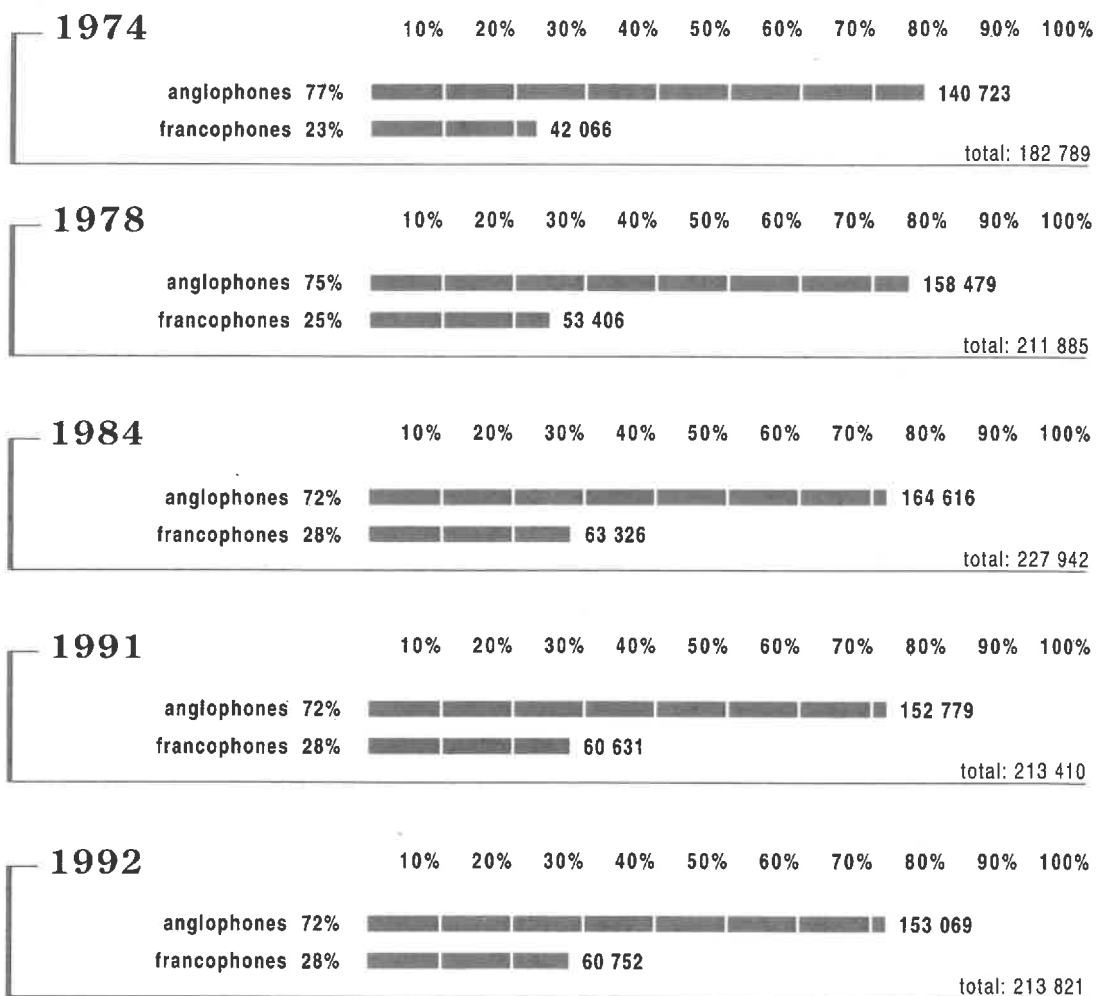 1974 10% 20% 30% 40% 50% 60% 70% 80% 90% 100%
anglophones 77% 140 723
francophones 23% 42 066
total: 182 789
1978 10% 20% 30% 40% 50% 60% 70% 80% 90% 100%
anglophones 75% 158 479
francophones 25% 53 406
total: 211 885
1984 10% 20% 30% 40% 50% 60% 70% 80% 90% 100%
anglophones 72% 164 616
francophones 28% 63 326
total: 227 942
1991 10% 20% 30% 40% 50% 60% 70% 80% 90% 100%
anglophones 72% 152 779
francophones 28% 60 631
total: 213 410
1992 10% 20% 30% 40% 50% 60% 70% 80% 90% 100%
anglophones 72% 153 069
francophones 28% 60 752
total: 213 821